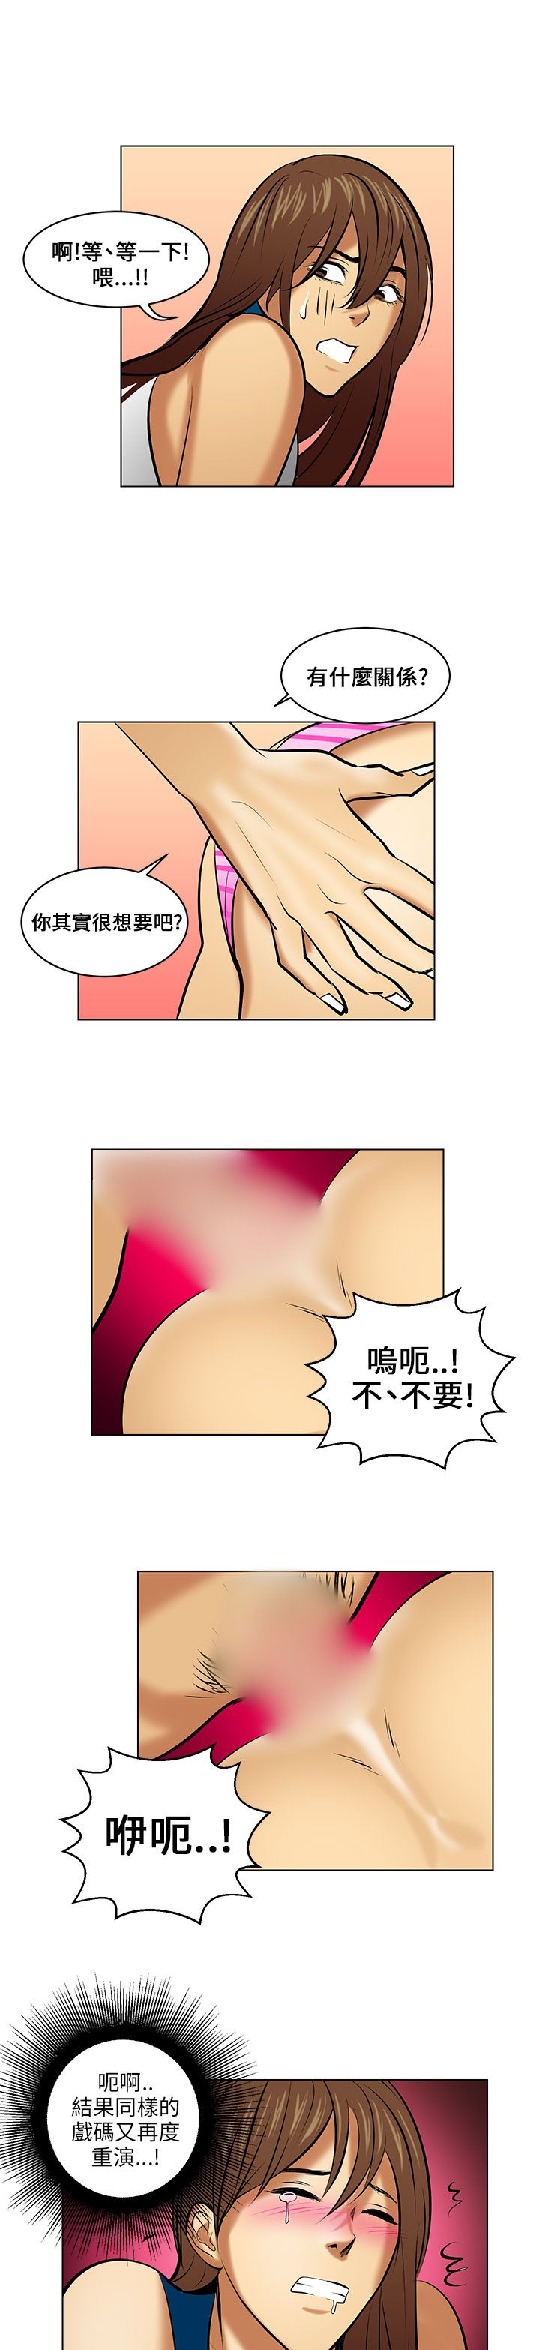 啊!等、等一下!
喂...!!
有什麼關係?
你其實很想要吧?
嗚呃..!
不、不要!
咿呃..!
呃啊..
結果同樣的
戲碼又再度
重演...!